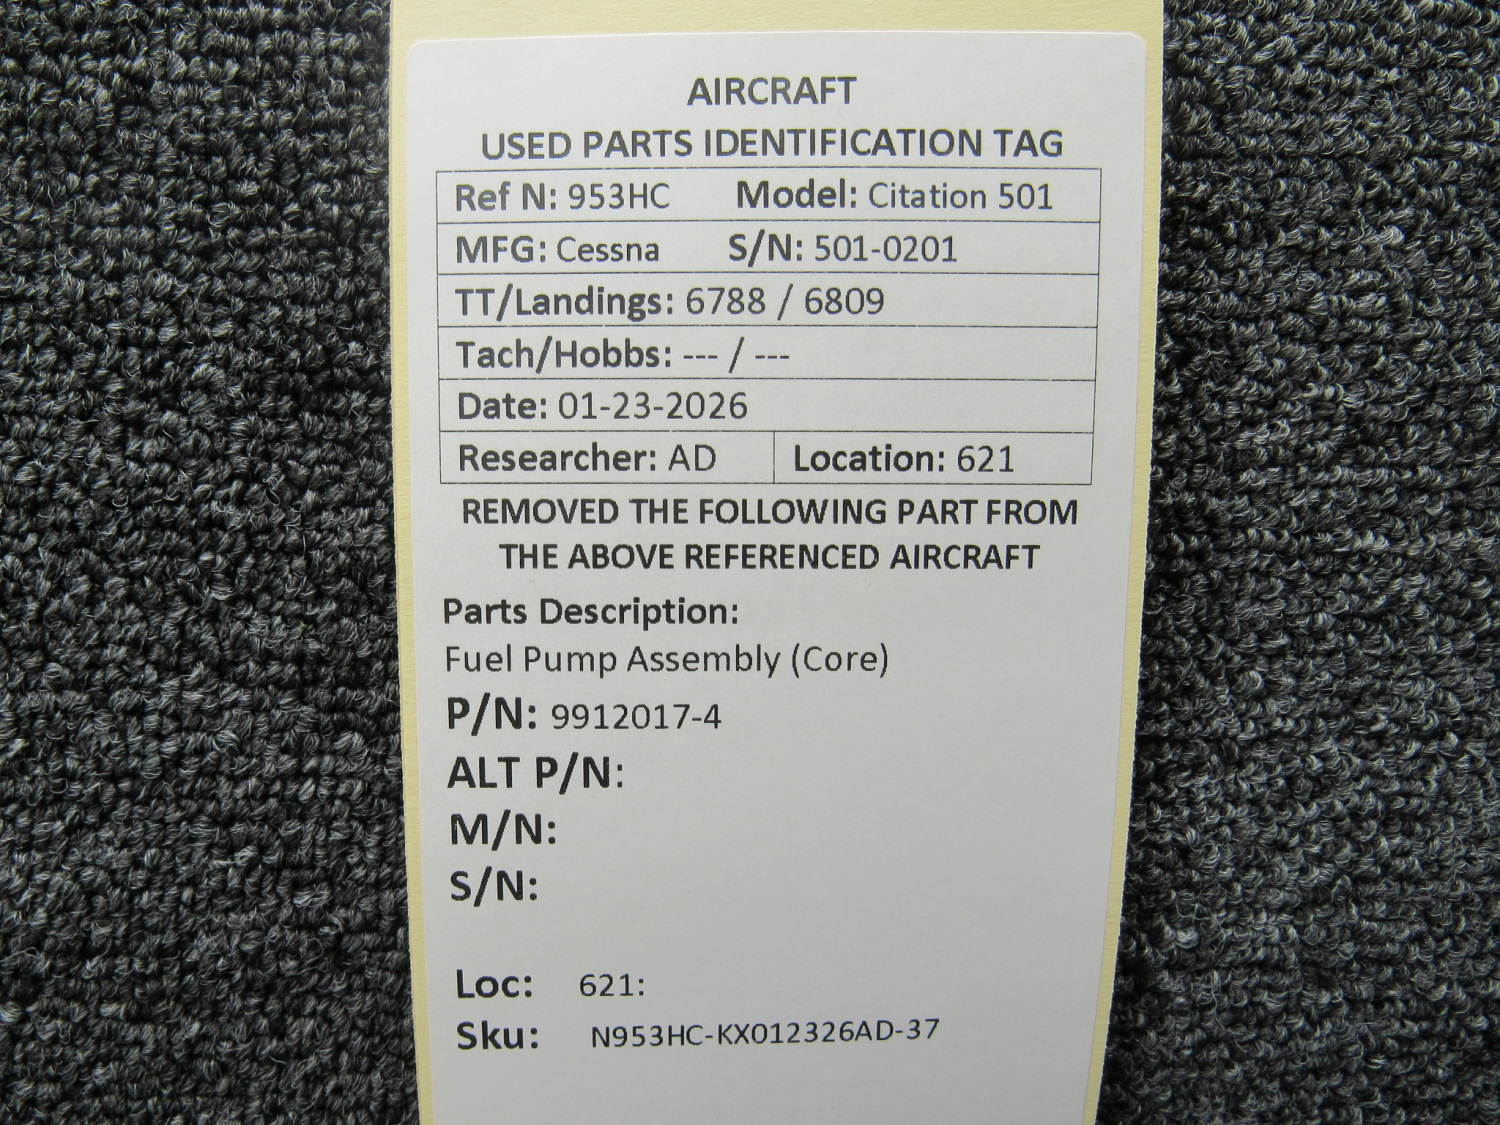 AIRCRAFT
USED PARTS IDENTIFICATION TAG
Ref N: 953HC Model: Citation 501
MFG: Cessna S/N: 501-0201
TT/Landings: 6788 / 6809
Tach/Hobbs: --- / ---
Date: 01-23-2026
Researcher: AD Location: 621
REMOVED THE FOLLOWING PART FROM
THE ABOVE REFERENCED AIRCRAFT
Parts Description:
Fuel Pump Assembly (Core)
P/N: 9912017-4
ALT P/N:
M/N:
S/N:
Loc: 621:
Sku: N953HC-KX012326AD-37